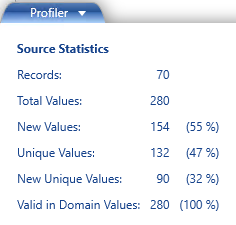 Profiler
Source Statistics
Records: 70
Total Values: 280
New Values: 154 (55 %)
Unique Values: 132 (47 %)
New Unique Values: 90 (32 %)
Valid in Domain Values: 280 (100 %)